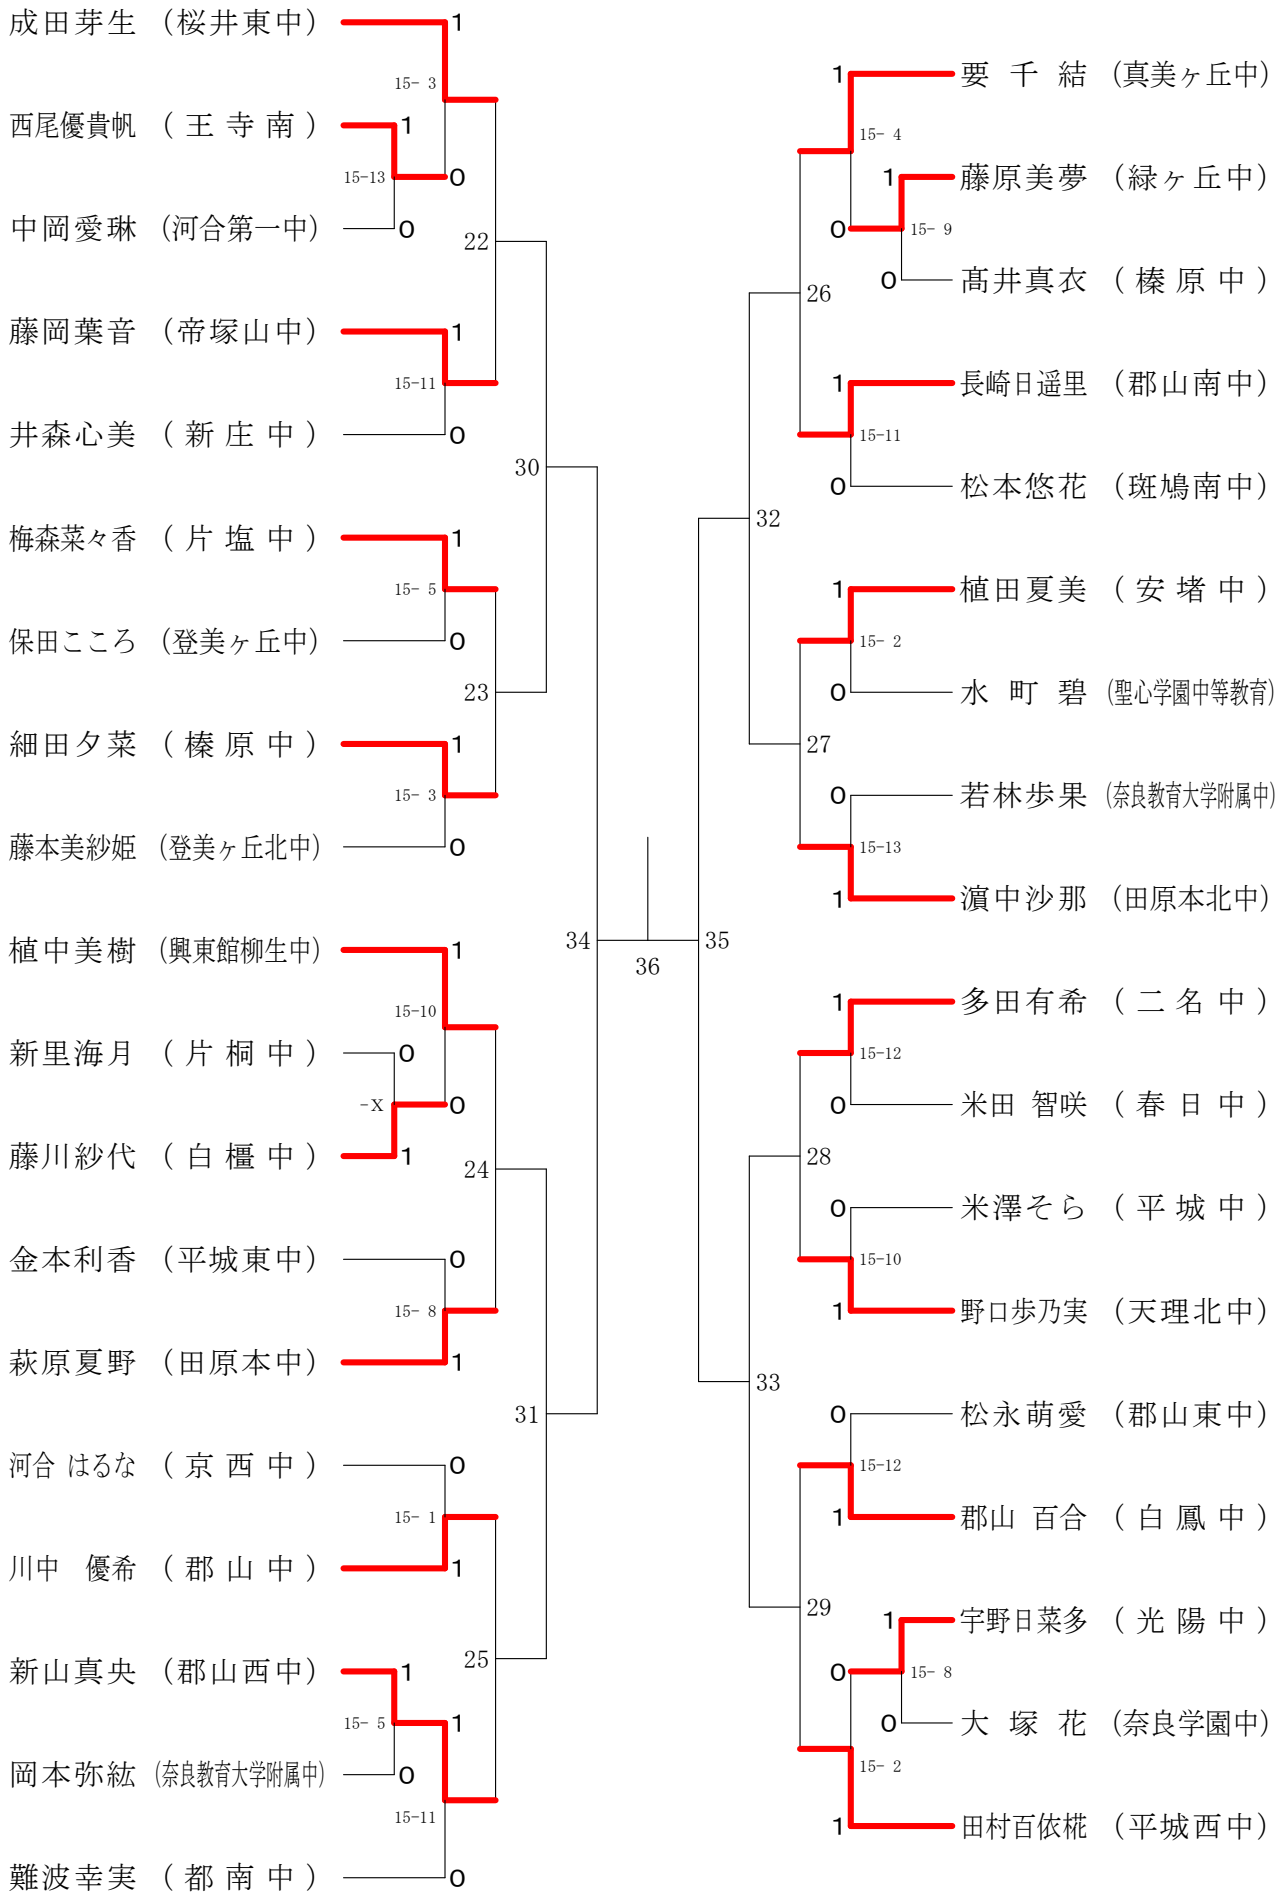 成田芽生 (桜井東中) 1
15- 3
西尾優貴帆 (王寺南) 1
15-13 0
中岡愛琳 (河合第一中) 0
22
藤岡葉音 (帝塚山中) 1
15-11
井森心美 (新庄中) 0
30
梅森菜々香 (片塩中) 1
15- 5
保田こころ (登美ヶ丘中) 0
23
細田夕菜 (榛原中) 1
15- 3
藤本美紗姫 (登美ヶ丘北中) 0
34
36
35
植中美樹 (興東館柳生中) 1
15-10
新里海月 (片桐中) 0
-X 0
藤川紗代 (白橿中) 1
24
金本利香 (平城東中) 0
15- 8
萩原夏野 (田原本中) 1
31
河合 はるな (京西中) 0
15- 1
川中 優希 (郡山中) 1
25
新山真央 (郡山西中) 1
15- 5 1
岡本弥紘 (奈良教育大学附属中) 0
15-11
難波幸実 (都南中) 0
1 要 千 結 (真美ヶ丘中)
15- 4
1 藤原美夢 (緑ヶ丘中)
0 15- 9
0 髙井真衣 (榛原中)
26
1 長崎日遥里 (郡山南中)
15-11
0 松本悠花 (斑鳩南中)
32
1 植田夏美 (安堵中)
15- 2
0 水 町 碧 (聖心学園中等教育)
27
0 若林歩果 (奈良教育大学附属中)
15-13
1 濵中沙那 (田原本北中)
1 多田有希 (二名中)
15-12
0 米田 智咲 (春日中)
28
0 米澤そら (平城中)
15-10
1 野口歩乃実 (天理北中)
33
0 松永萌愛 (郡山東中)
15-12
1 郡山 百合 (白鳳中)
29
1 宇野日菜多 (光陽中)
0 15- 8
0 大 塚 花 (奈良学園中)
15- 2
1 田村百依椛 (平城西中)